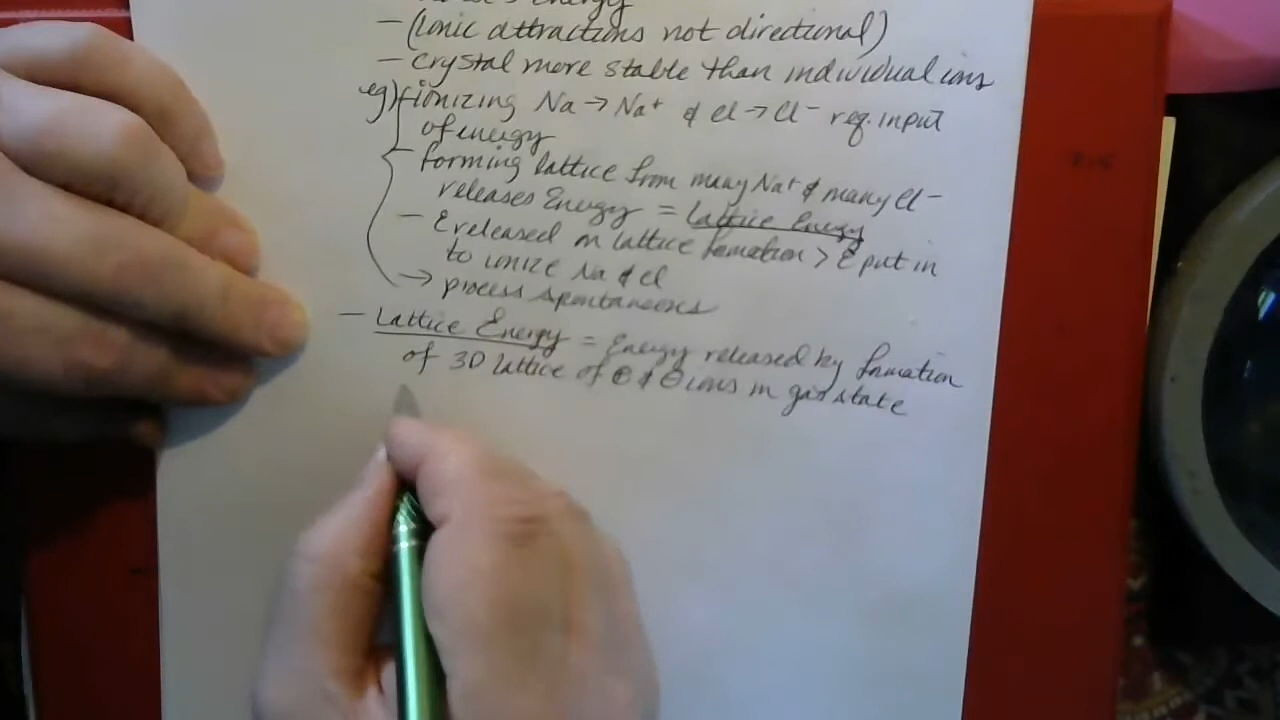 Energy
- (Ionic attractions not directional)
- crystal more stable than individual ions
eg) ionizing Na → Na⁺ & Cl → Cl⁻ req. input
of energy
- forming lattice from many Na⁺ & many Cl⁻
releases Energy = Lattice Energy
- E released in lattice formation > E put in
to ionize Na & Cl
→ process spontaneous
- Lattice Energy = Energy released by formation
of 3D lattice of ⊕ & ⊖ ions in gas state